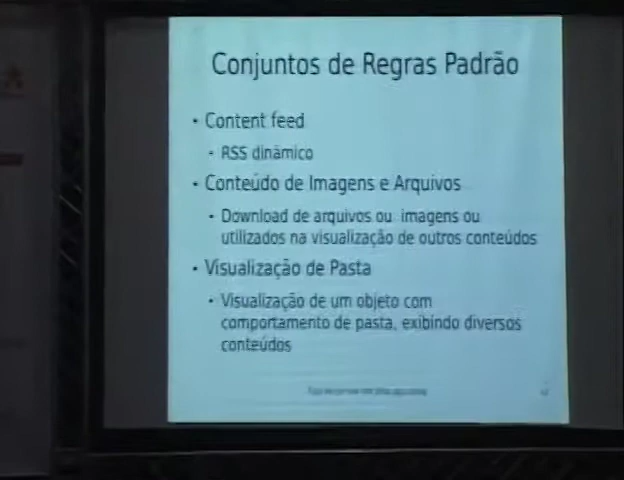 Conjuntos de Regras Padrão
• Content feed
• RSS dinâmico
• Conteúdo de Imagens e Arquivos
• Download de arquivos ou imagens ou
utilizados na visualização de outros conteúdos
• Visualização de Pasta
• Visualização de um objeto com
comportamento de pasta, exibindo diversos
conteúdos